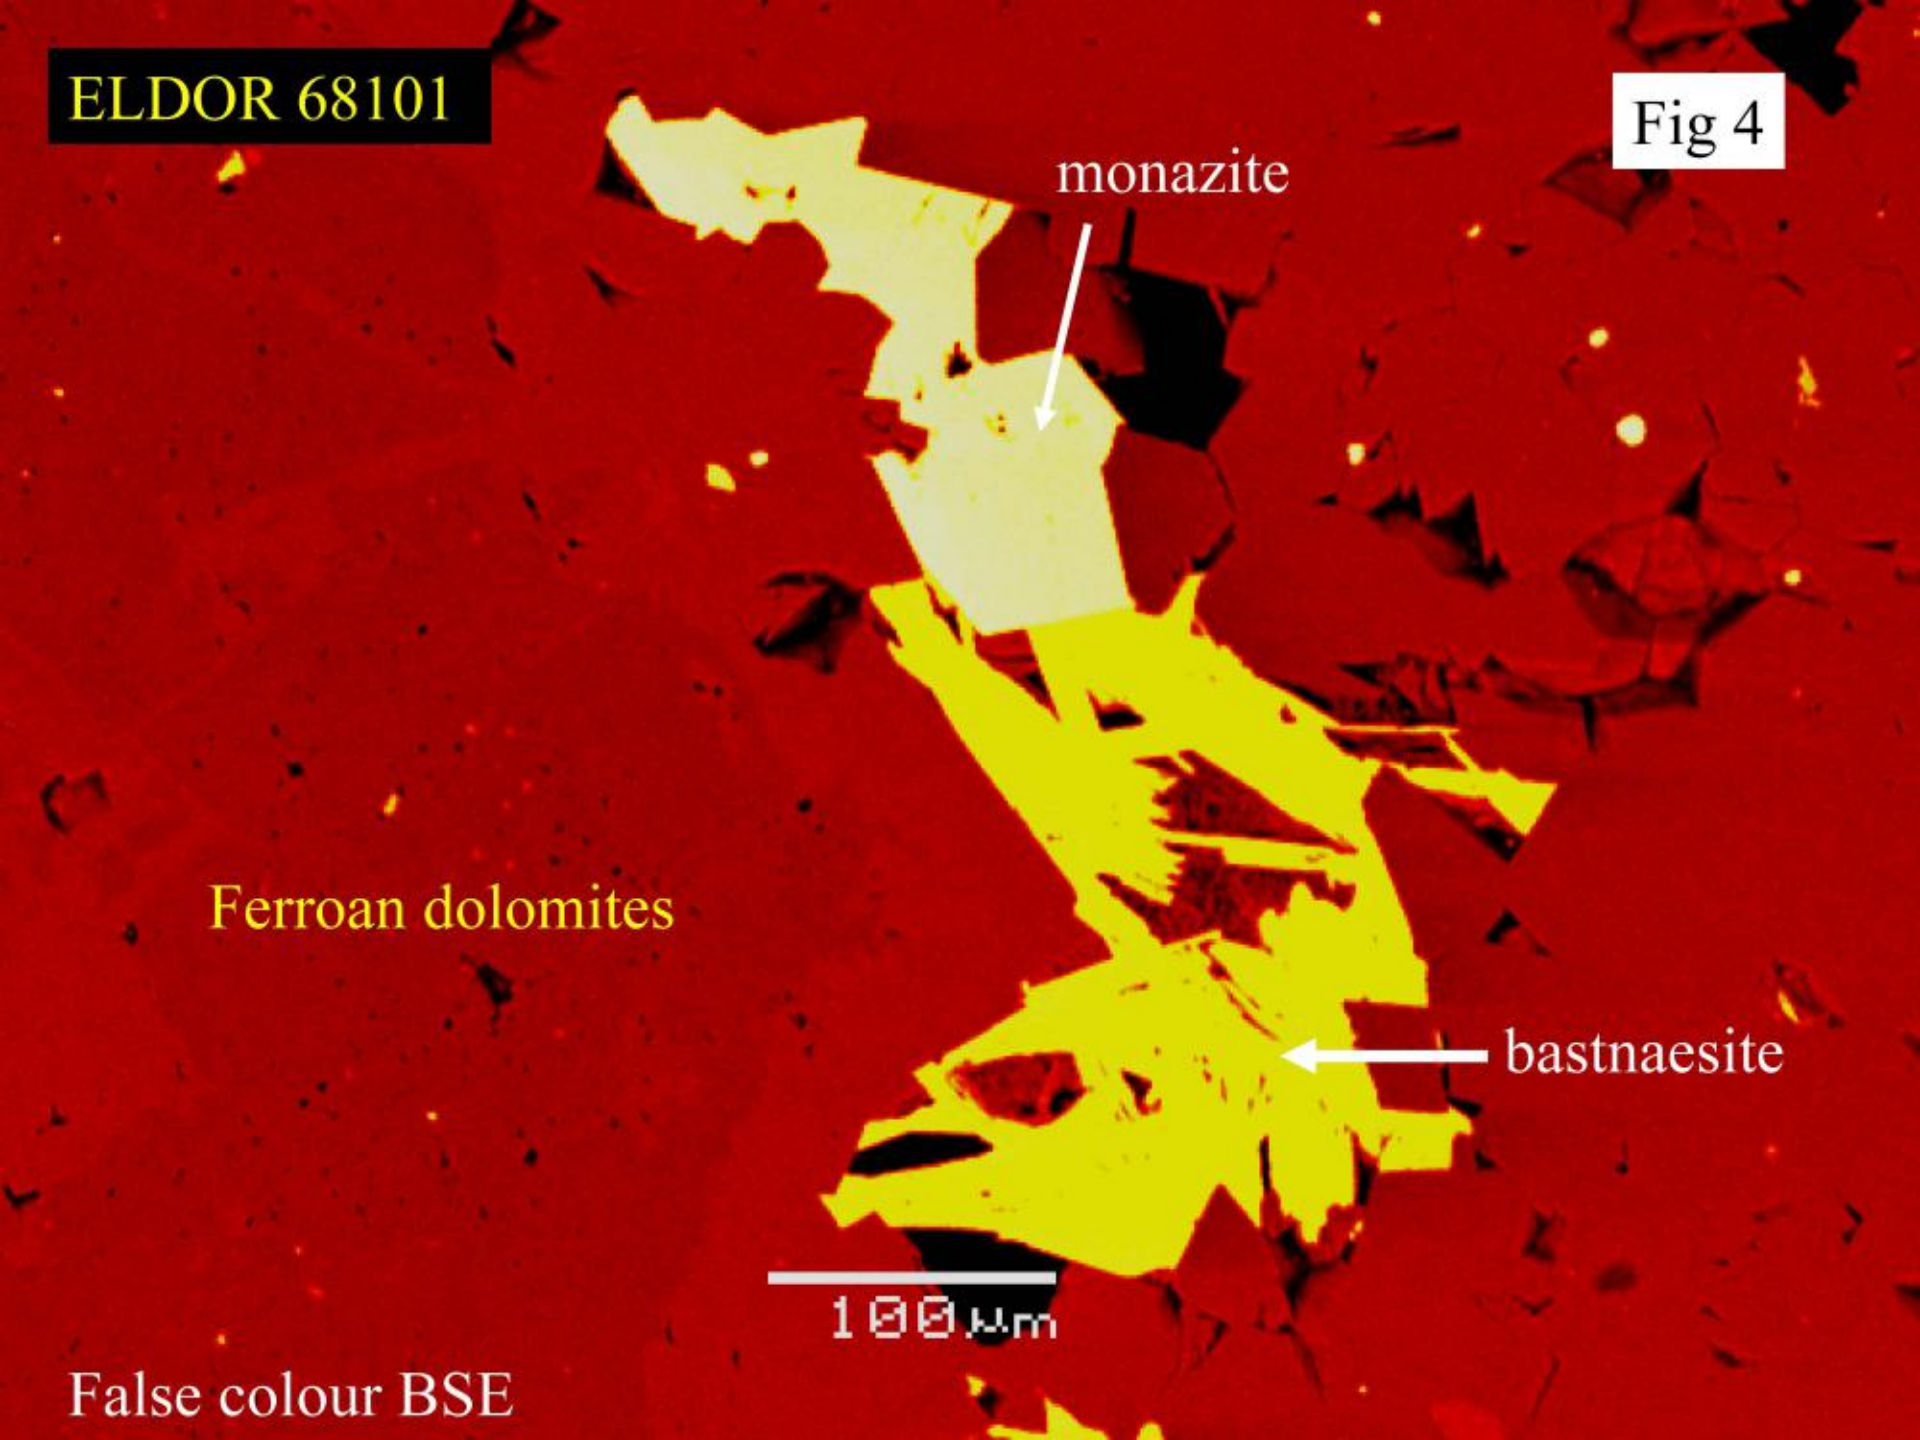 ELDOR 68101
Fig 4
monazite
Ferroan dolomites
bastnaesite
100µm
False colour BSE